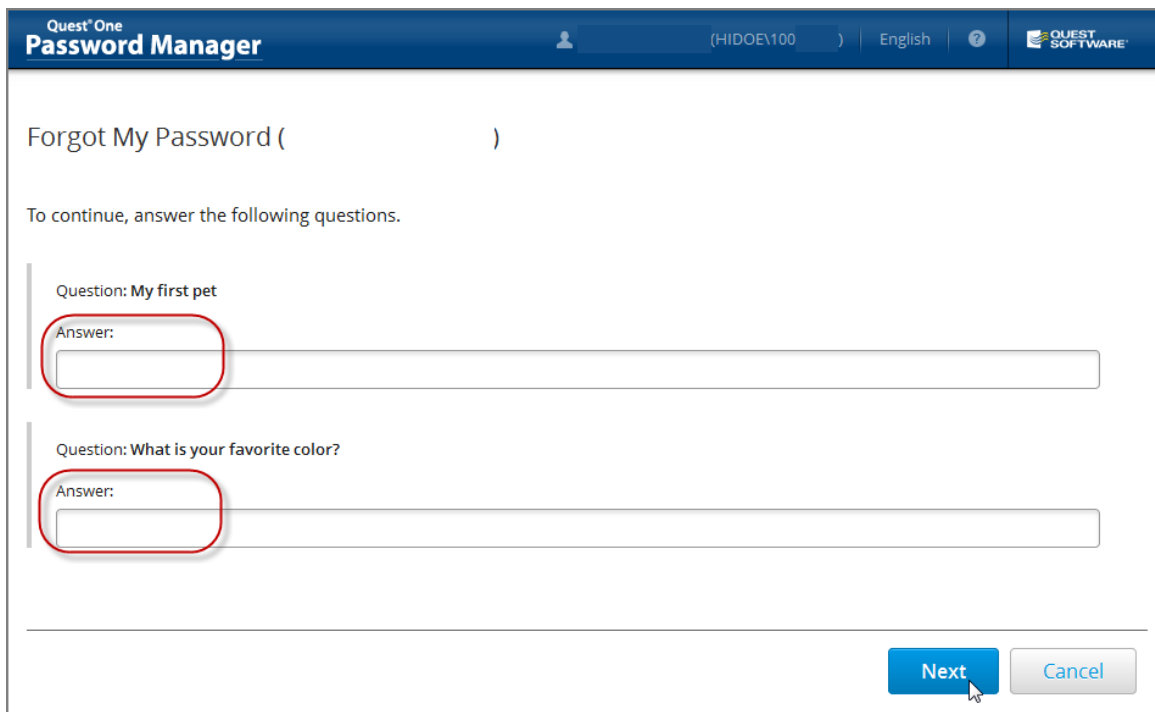 Quest® One
Password Manager
(HIDOE\100 ) English ? QUEST SOFTWARE®
Forgot My Password ( )
To continue, answer the following questions.
Question: My first pet
Answer:
Question: What is your favorite color?
Answer:
Next Cancel